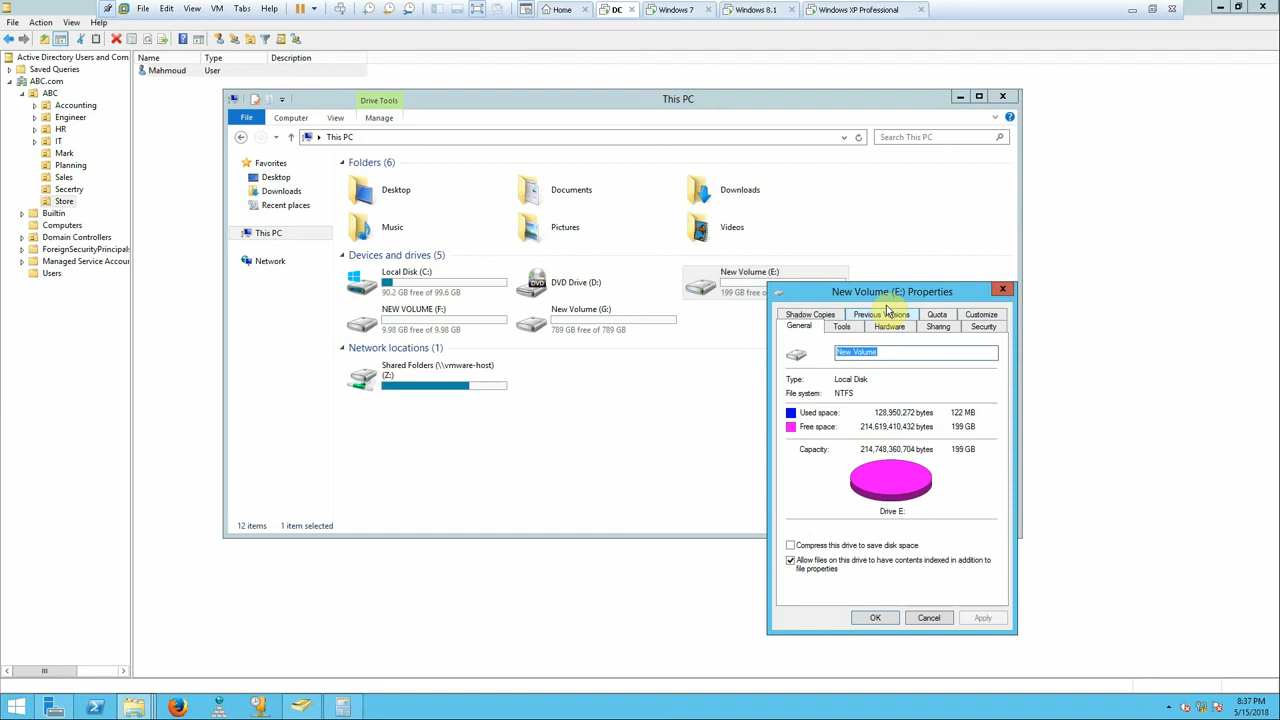 File Edit View VM Tabs Help
Home
DC
Windows 7
Windows 8.1
Windows XP Professional
File Action View Help
Active Directory Users and Com
Saved Queries
ABC.com
ABC
Accounting
Engineer
HR
IT
Mark
Planning
Sales
Secertry
Store
Builtin
Computers
Domain Controllers
ForeignSecurityPrincipals
Managed Service Accour
Users
Name Type Description
Mahmoud User
Drive Tools
This PC
File Computer View Manage
This PC
Search This PC
Favorites
Desktop
Downloads
Recent places
This PC
Network
Folders (6)
Desktop
Documents
Downloads
Music
Pictures
Videos
Devices and drives (5)
Local Disk (C:)
90.2 GB free of 99.6 GB
DVD
DVD Drive (D:)
New Volume (E:)
199 GB free o
NEW VOLUME (F:)
9.98 GB free of 9.98 GB
New Volume (G:)
789 GB free of 789 GB
Network locations (1)
Shared Folders (\\vmware-host)
(Z:)
12 items 1 item selected
New Volume (E:) Properties
Shadow Copies Previous Versions Quota Customize
General Tools Hardware Sharing Security
New Volume
Type: Local Disk
File system: NTFS
Used space: 128,950,272 bytes 122 MB
Free space: 214,619,410,432 bytes 199 GB
Capacity: 214,748,360,704 bytes 199 GB
Drive E:
Compress this drive to save disk space
Allow files on this drive to have contents indexed in addition to
file properties
OK Cancel Apply
8:37 PM
5/15/2018